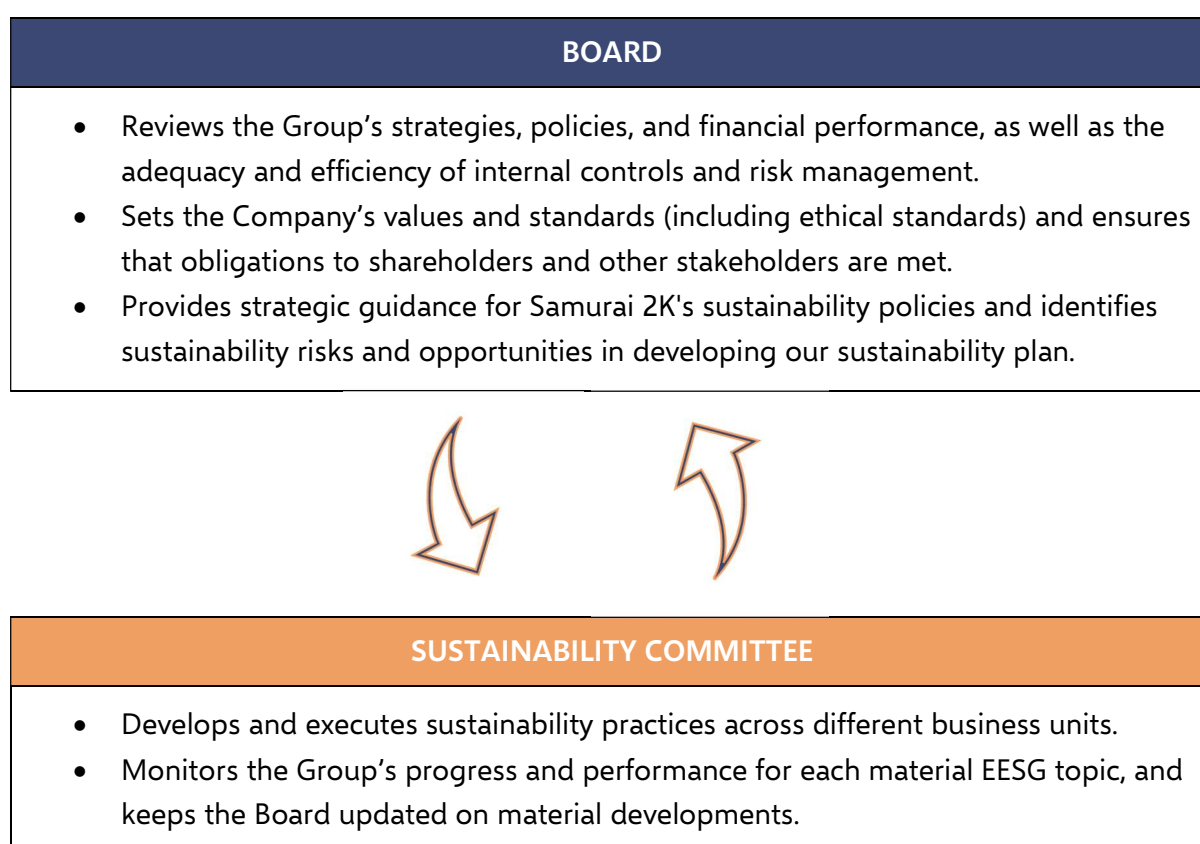 BOARD
• Reviews the Group’s strategies, policies, and financial performance, as well as the
adequacy and efficiency of internal controls and risk management.
• Sets the Company’s values and standards (including ethical standards) and ensures
that obligations to shareholders and other stakeholders are met.
• Provides strategic guidance for Samurai 2K's sustainability policies and identifies
sustainability risks and opportunities in developing our sustainability plan.
SUSTAINABILITY COMMITTEE
• Develops and executes sustainability practices across different business units.
• Monitors the Group’s progress and performance for each material EESG topic, and
keeps the Board updated on material developments.